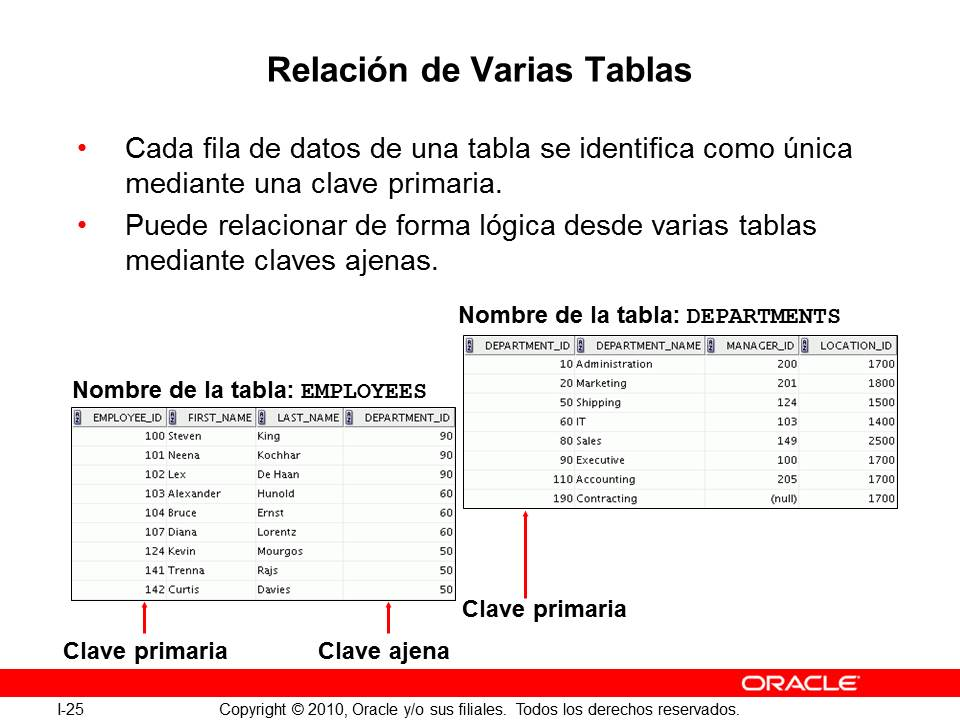 Relación de Varias Tablas
• Cada fila de datos de una tabla se identifica como única
mediante una clave primaria.
• Puede relacionar de forma lógica desde varias tablas
mediante claves ajenas.
Nombre de la tabla: DEPARTMENTS
DEPARTMENT_ID DEPARTMENT_NAME MANAGER_ID LOCATION_ID
10 Administration 200 1700
20 Marketing 201 1800
50 Shipping 124 1500
60 IT 103 1400
80 Sales 149 2500
90 Executive 100 1700
110 Accounting 205 1700
190 Contracting (null) 1700
Clave primaria
Nombre de la tabla: EMPLOYEES
EMPLOYEE_ID FIRST_NAME LAST_NAME DEPARTMENT_ID
100 Steven King 90
101 Neena Kochhar 90
102 Lex De Haan 90
103 Alexander Hunold 60
104 Bruce Ernst 60
107 Diana Lorentz 60
124 Kevin Mourgos 50
141 Trenna Rajs 50
142 Curtis Davies 50
Clave primaria Clave ajena
ORACLE
I-25 Copyright © 2010, Oracle y/o sus filiales. Todos los derechos reservados.